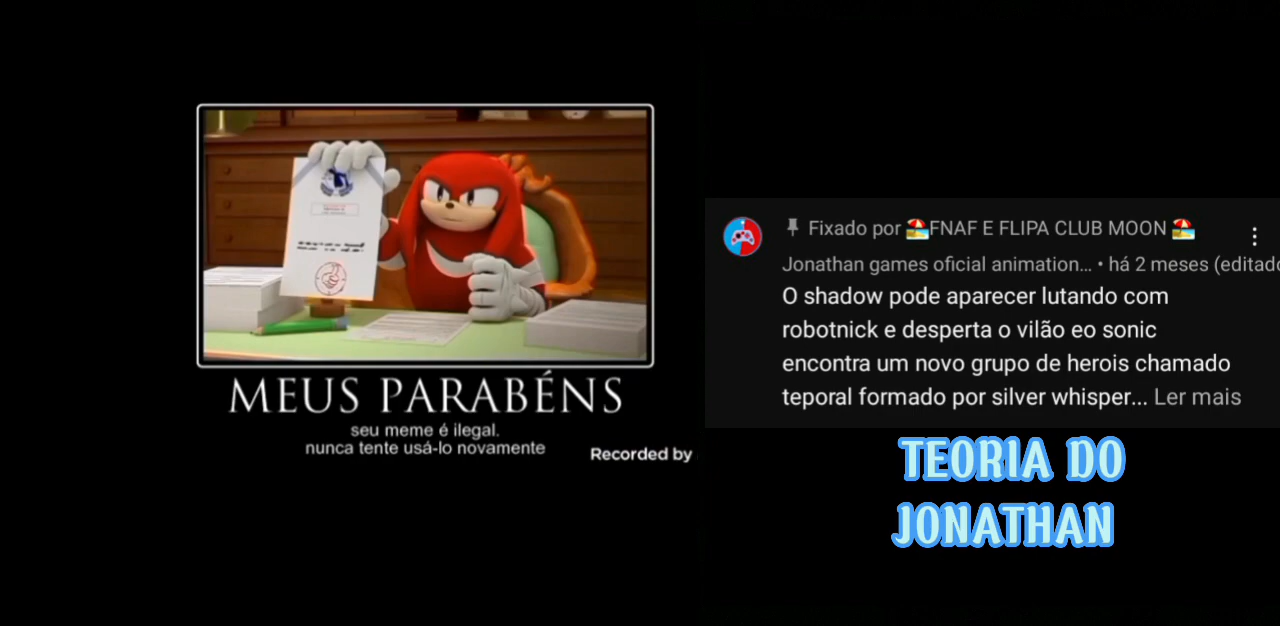 MEUS PARABÉNS
seu meme é ilegal.
nunca tente usá-lo novamente
Recorded by
Fixado por 🏖️FNAF E FLIPA CLUB MOON 🏖️
Jonathan games oficial animation... • há 2 meses (editado
O shadow pode aparecer lutando com
robotnick e desperta o vilão eo sonic
encontra um novo grupo de herois chamado
teporal formado por silver whisper... Ler mais
TEORIA DO
JONATHAN